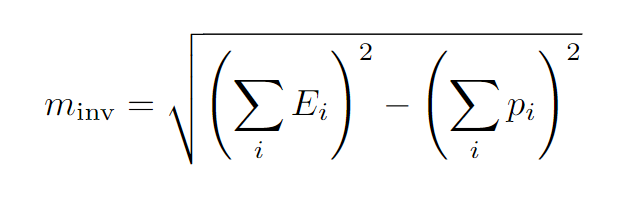 m_inv = √((∑_i E_i)² − (∑_i p_i)²)